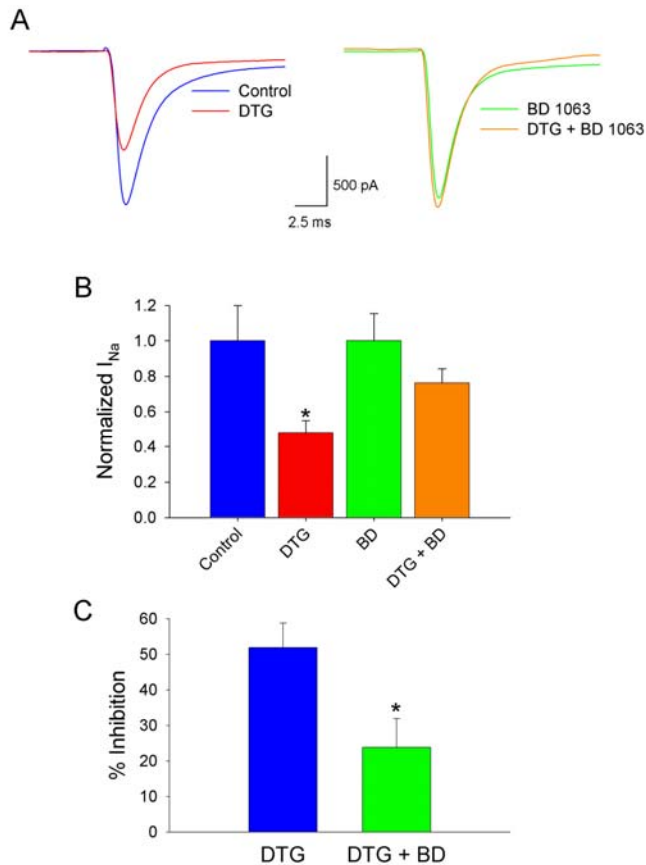 A
Control
DTG
BD 1063
DTG + BD 1063
500 pA
2.5 ms
B
Normalized I_Na
1.2
1.0
0.8
0.6
0.4
0.2
0.0
*
Control
DTG
BD
DTG + BD
C
% Inhibition
60
50
40
30
20
10
0
*
DTG
DTG + BD